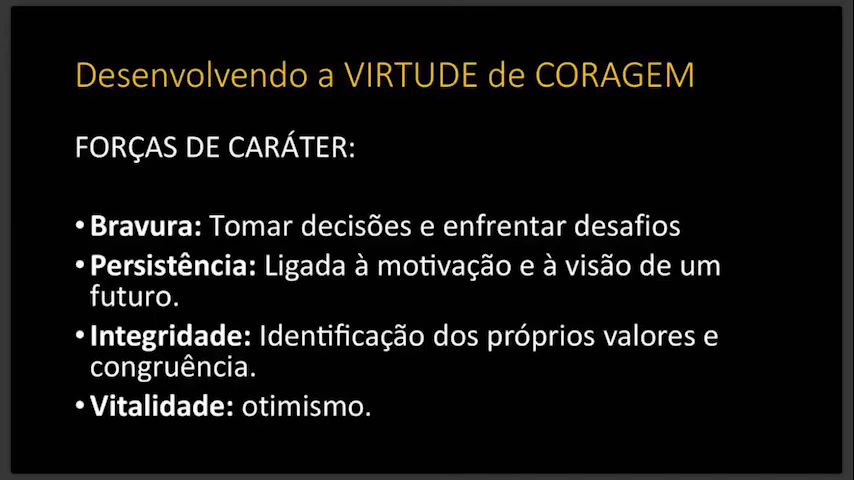 Desenvolvendo a VIRTUDE de CORAGEM
FORÇAS DE CARÁTER:
• Bravura: Tomar decisões e enfrentar desafios
• Persistência: Ligada à motivação e à visão de um
futuro.
• Integridade: Identificação dos próprios valores e
congruência.
• Vitalidade: otimismo.